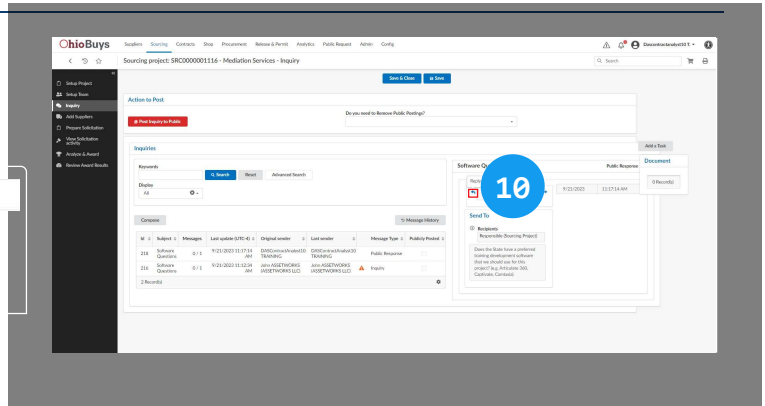 OhioBuys
Suppliers Sourcing Contracts Shop Procurement Release & Permit Analytics Public Request Admin Config
Dascontractanalyst10 T.
Sourcing project: SRC0000001116 - Mediation Services - Inquiry
Search
Save & Close Save
Setup Project
Setup Team
Inquiry
Add Suppliers
Prepare Solicitation
View Solicitation activity
Analyze & Award
Review Award Results
Action to Post
Do you need to Remove Public Postings?
Post Inquiry to Public
Add a Task
Document
0 Record(s)
Inquiries
Keywords
Search Reset Advanced Search
Display
All
Compose
Message History
Id Subject Messages Last update (UTC-4) Original sender Last sender Message Type Publicly Posted
218 Software Questions 0 / 1 9/21/2023 11:17:14 AM DASContractAnalyst10 TRAINING DASContractAnalyst10 TRAINING Public Response
216 Software Questions 0 / 1 9/21/2023 11:12:34 AM John ASSETWORKS (ASSETWORKS LLC) John ASSETWORKS (ASSETWORKS LLC) Inquiry
2 Record(s)
Public Response
10
9/21/2023 11:17:14 AM
Send To
Recipients
Responsible (Sourcing Project)
Does the State have a preferred
training development software
that we should use for this
project? (e.g. Articulate 360,
Captivate, Camtasia)